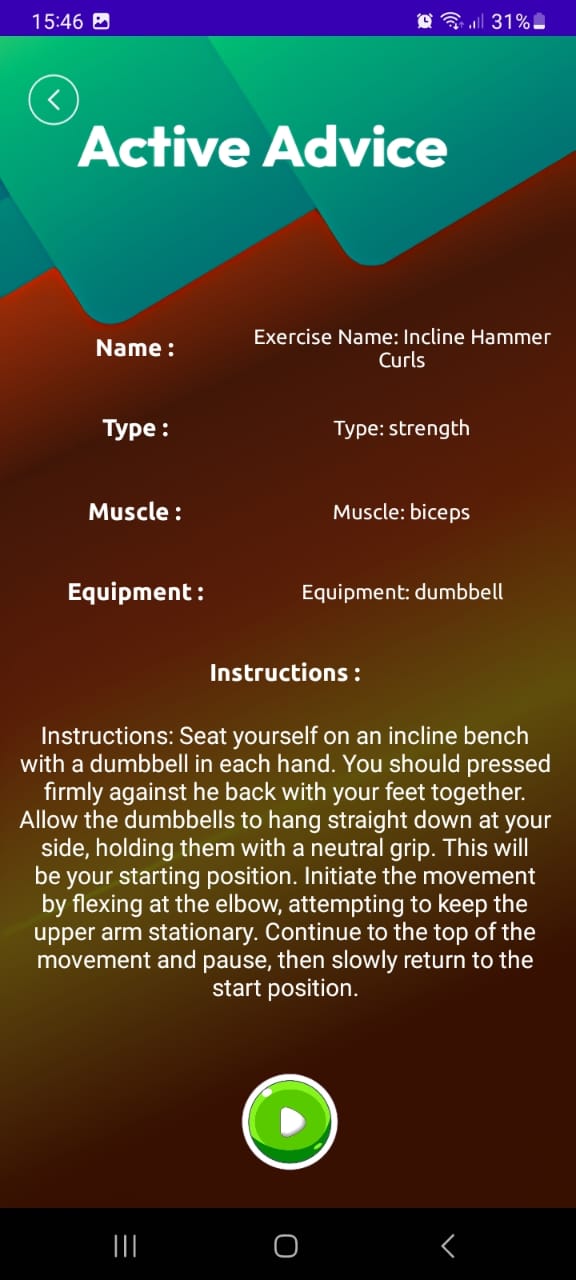 15:46 31%
Active Advice
Name :
Exercise Name: Incline Hammer
Curls
Type :
Type: strength
Muscle :
Muscle: biceps
Equipment :
Equipment: dumbbell
Instructions :
Instructions: Seat yourself on an incline bench
with a dumbbell in each hand. You should pressed
firmly against he back with your feet together.
Allow the dumbbells to hang straight down at your
side, holding them with a neutral grip. This will
be your starting position. Initiate the movement
by flexing at the elbow, attempting to keep the
upper arm stationary. Continue to the top of the
movement and pause, then slowly return to the
start position.